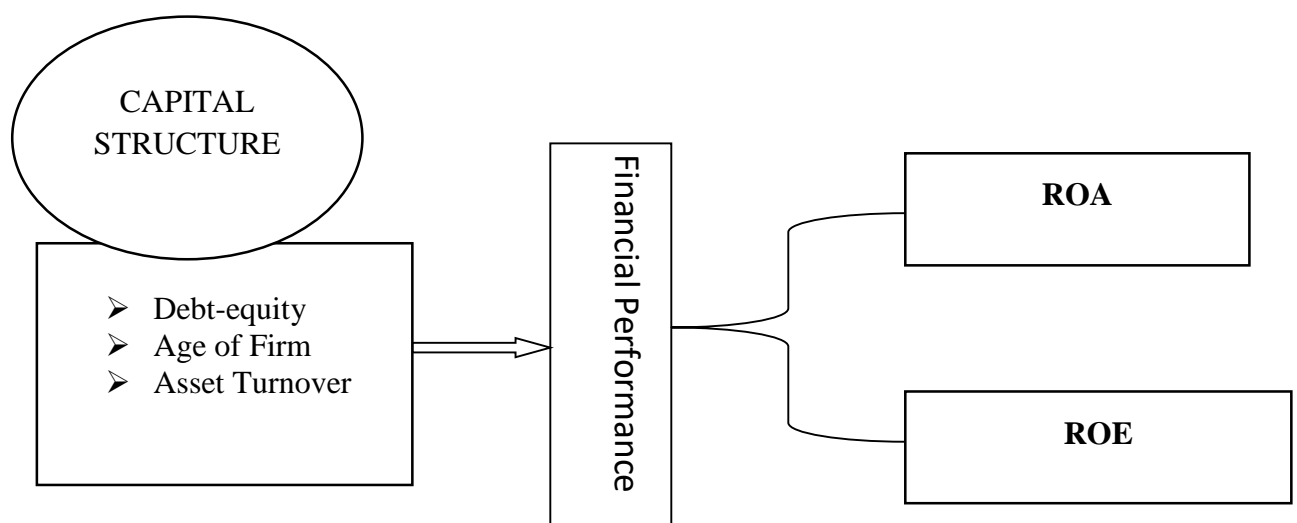 CAPITAL
STRUCTURE
➢ Debt-equity
➢ Age of Firm
➢ Asset Turnover
Financial Performance
ROA
ROE